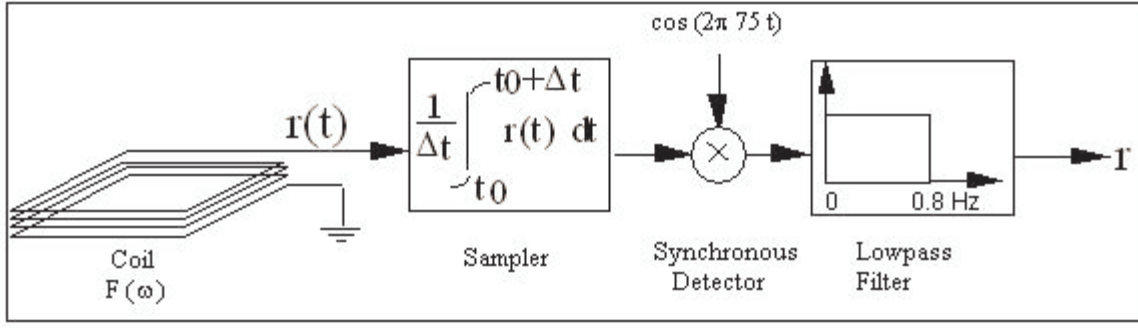 cos (2π 75 t)
r(t)
1
Δt
t0+Δt
r(t) dt
t0
×
r
0 0.8 Hz
Coil
F (ω)
Sampler
Synchronous
Detector
Lowpass
Filter